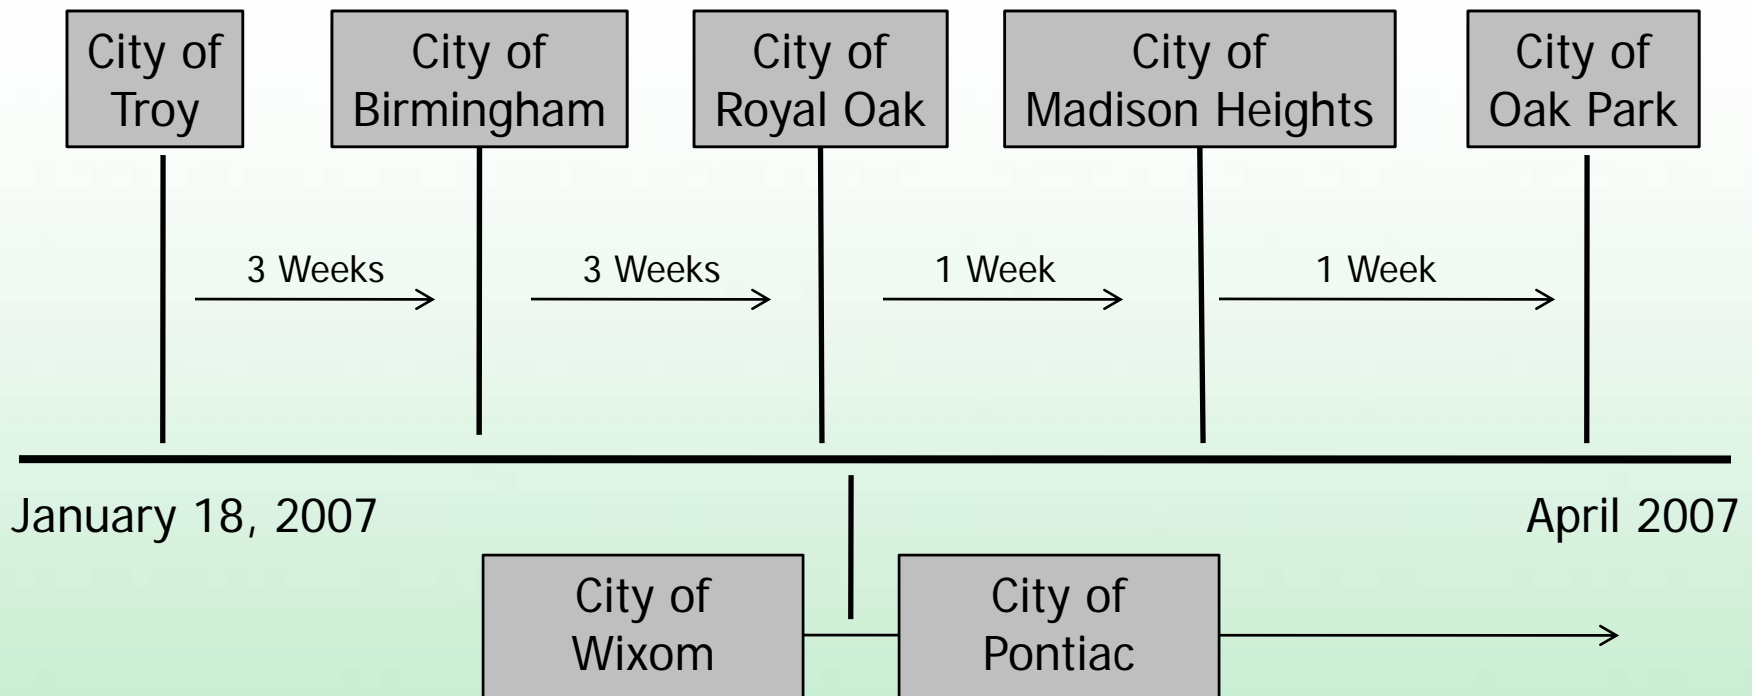 City of
Troy
City of
Birmingham
City of
Royal Oak
City of
Madison Heights
City of
Oak Park
3 Weeks
3 Weeks
1 Week
1 Week
January 18, 2007
April 2007
City of
Wixom
City of
Pontiac